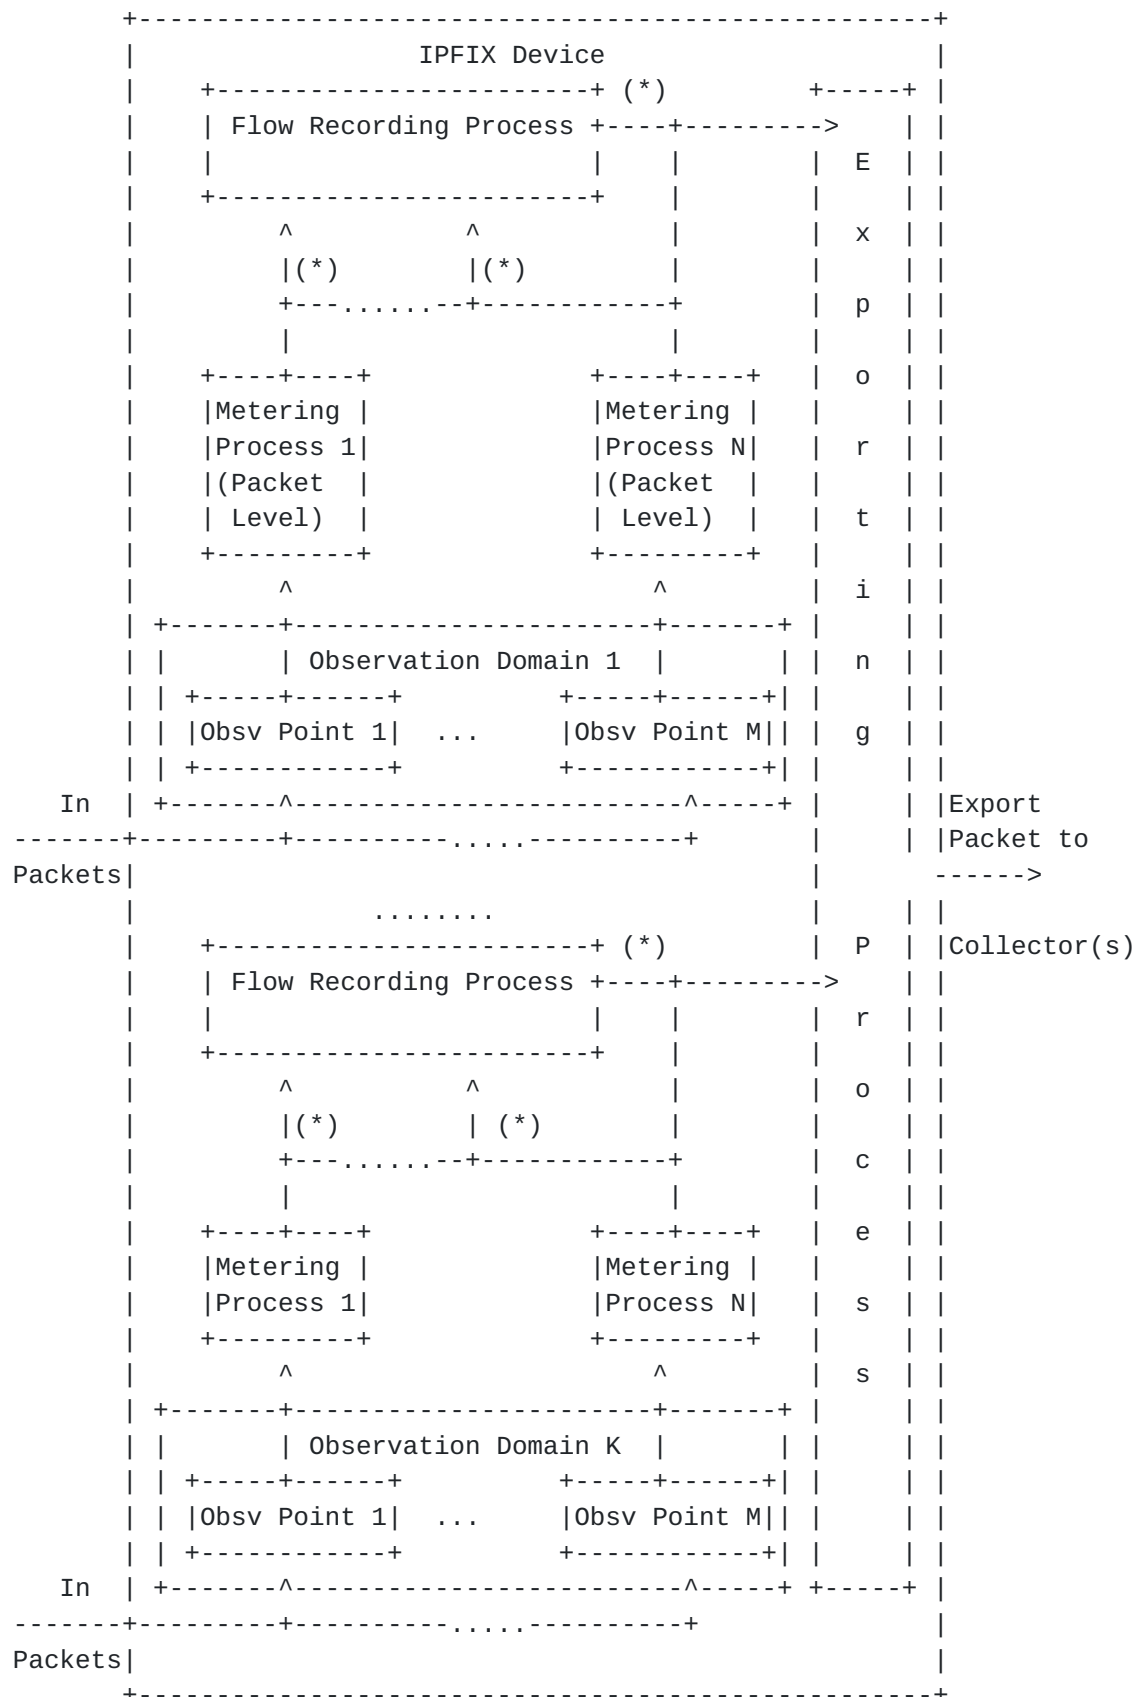 +---------------------------------------------------+
|                  IPFIX Device                     |
|    +------------------------+ (*)         +-----+ |
|    | Flow Recording Process +----+--------->    | |
|    |                        |    |        |  E  | |
|    +------------------------+    |        |     | |
|         ^           ^            |        |  x  | |
|         |(*)        |(*)         |        |     | |
|         +---......--+------------+        |  p  | |
|         |                        |        |     | |
|    +----+----+              +----+----+   |  o  | |
|    |Metering |              |Metering |   |     | |
|    |Process 1|              |Process N|   |  r  | |
|    |(Packet  |              |(Packet  |   |     | |
|    | Level)  |              | Level)  |   |  t  | |
|    +---------+              +---------+   |     | |
|         ^                       ^         |  i  | |
| +-------+-----------------------+-------+ |     | |
| |       | Observation Domain 1  |       | |  n  | |
| | +-----+------+          +-----+------+| |     | |
| | |Obsv Point 1|  ...     |Obsv Point M|| |  g  | |
| | +------------+          +------------+| |     | |
In  | +-------^-------------------------^-----+ |     | |Export
-------+---------+----------.....----------+       |     | |Packet to
Packets|                                           |       ------>
|               ........                    |     | |
|    +------------------------+ (*)         |  P  | |Collector(s)
|    | Flow Recording Process +----+--------->    | |
|    |                        |    |        |  r  | |
|    +------------------------+    |        |     | |
|         ^           ^            |        |  o  | |
|         |(*)        | (*)        |        |     | |
|         +---......--+------------+        |  c  | |
|         |                        |        |     | |
|    +----+----+              +----+----+   |  e  | |
|    |Metering |              |Metering |   |     | |
|    |Process 1|              |Process N|   |  s  | |
|    +---------+              +---------+   |     | |
|         ^                       ^         |  s  | |
| +-------+-----------------------+-------+ |     | |
| |       | Observation Domain K  |       | |     | |
| | +-----+------+          +-----+------+| |     | |
| | |Obsv Point 1|  ...     |Obsv Point M|| |     | |
| | +------------+          +------------+| |     | |
In  | +-------^-------------------------^-----+ +-----+ |
-------+---------+----------.....----------+               |
Packets|                                                   |
+---------------------------------------------------+